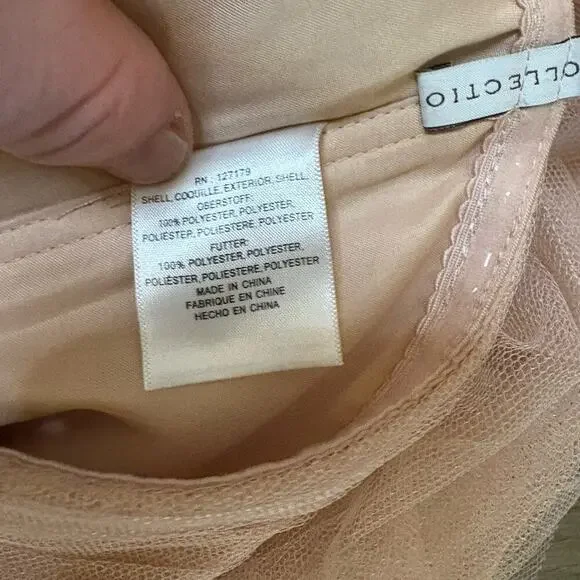 OLLECTIO
RN : 127179
SHELL, COQUILLE, EXTERIOR, SHELL,
OBERSTOFF:
100% POLYESTER, POLYESTER,
POLIESTER, POLIESTERE, POLYESTER
FUTTER:
100% POLYESTER, POLYESTER,
POLIÉSTER, POLIESTERE, POLYESTER
MADE IN CHINA
FABRIQUE EN CHINE
HECHO EN CHINA